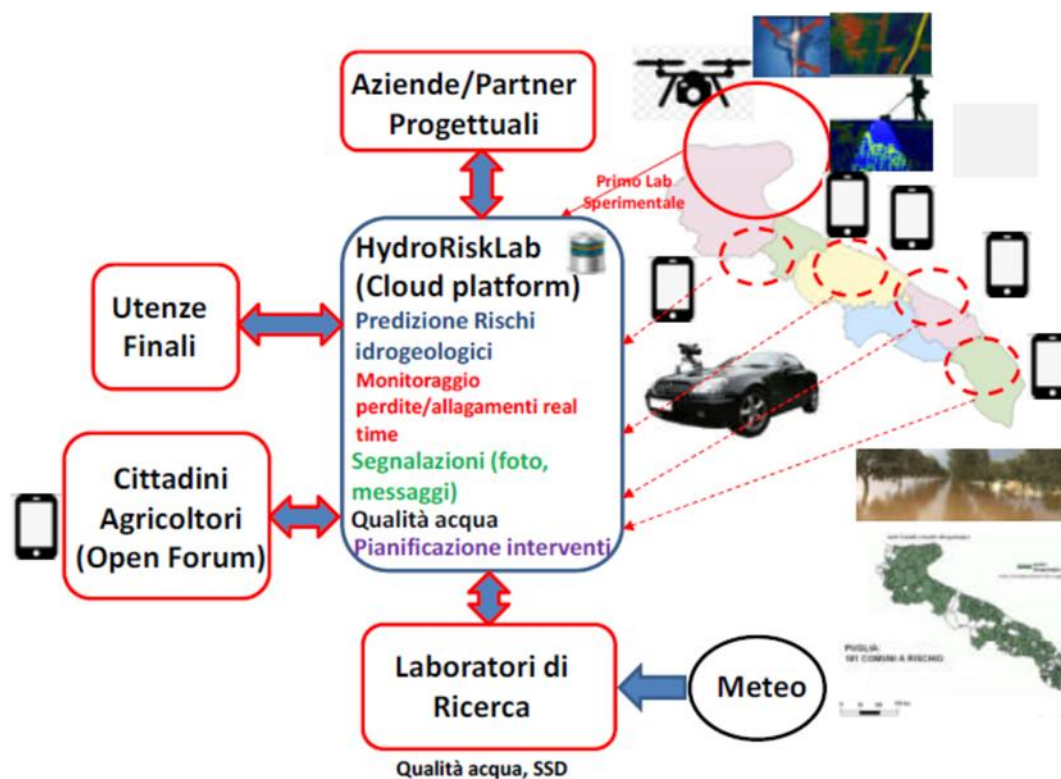 Aziende/Partner
Progettuali
Primo Lab
Sperimentale
HydroRiskLab
(Cloud platform)
Predizione Rischi
idrogeologici
Monitoraggio
perdite/allagamenti real
time
Segnalazioni (foto,
messaggi)
Qualità acqua
Pianificazione interventi
Utenze
Finali
Cittadini
Agricoltori
(Open Forum)
Laboratori di
Ricerca
Meteo
Qualità acqua, SSD
PUGLIA:
COMUNI A RISCHIO